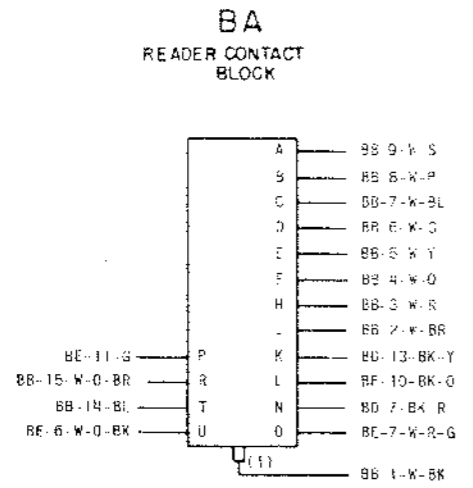 BA
READER CONTACT
BLOCK
A BB-9-W-S
B BB-8-W-P
C BB-7-W-BL
D BB-6-W-G
E BB-5-W-Y
F BB-4-W-O
H BB-3-W-R
BB-2-W-BR
BE-11-G P K -13-BK-Y
BB-15-W-O-BR R L BE-10-BK-O
BB-14-BL T N -BK-R
BE-6-W-O-BK U O BE-7-W-R-G
(1)
BB-1-W-BK